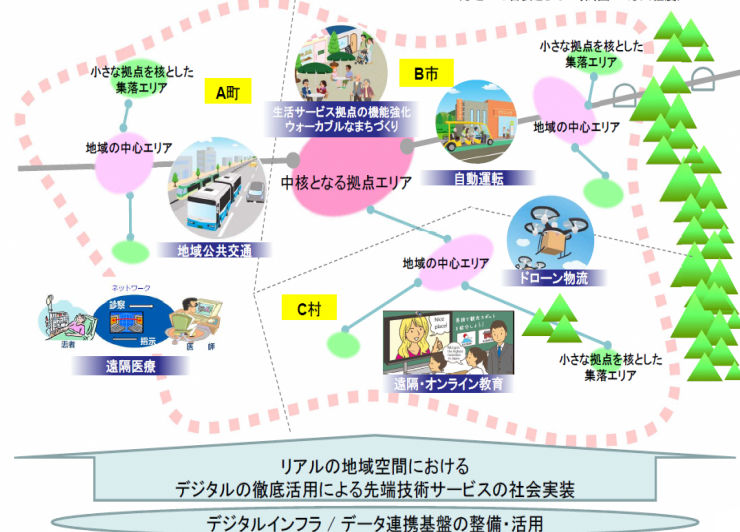 小さな拠点を核とした
集落エリア
A町
B市
小さな拠点を核とした
集落エリア
生活サービス拠点の機能強化
ウォーカブルなまちづくり
地域の中心エリア
地域の中心エリア
中核となる拠点エリア
自動運転
地域公共交通
地域の中心エリア
ドローン物流
ネットワーク
診察
指示
患者
医師
遠隔医療
C村
Nice
place!
遠隔・オンライン教育
小さな拠点を核とした
集落エリア
リアルの地域空間における
デジタルの徹底活用による先端技術サービスの社会実装
デジタルインフラ / データ連携基盤の整備・活用